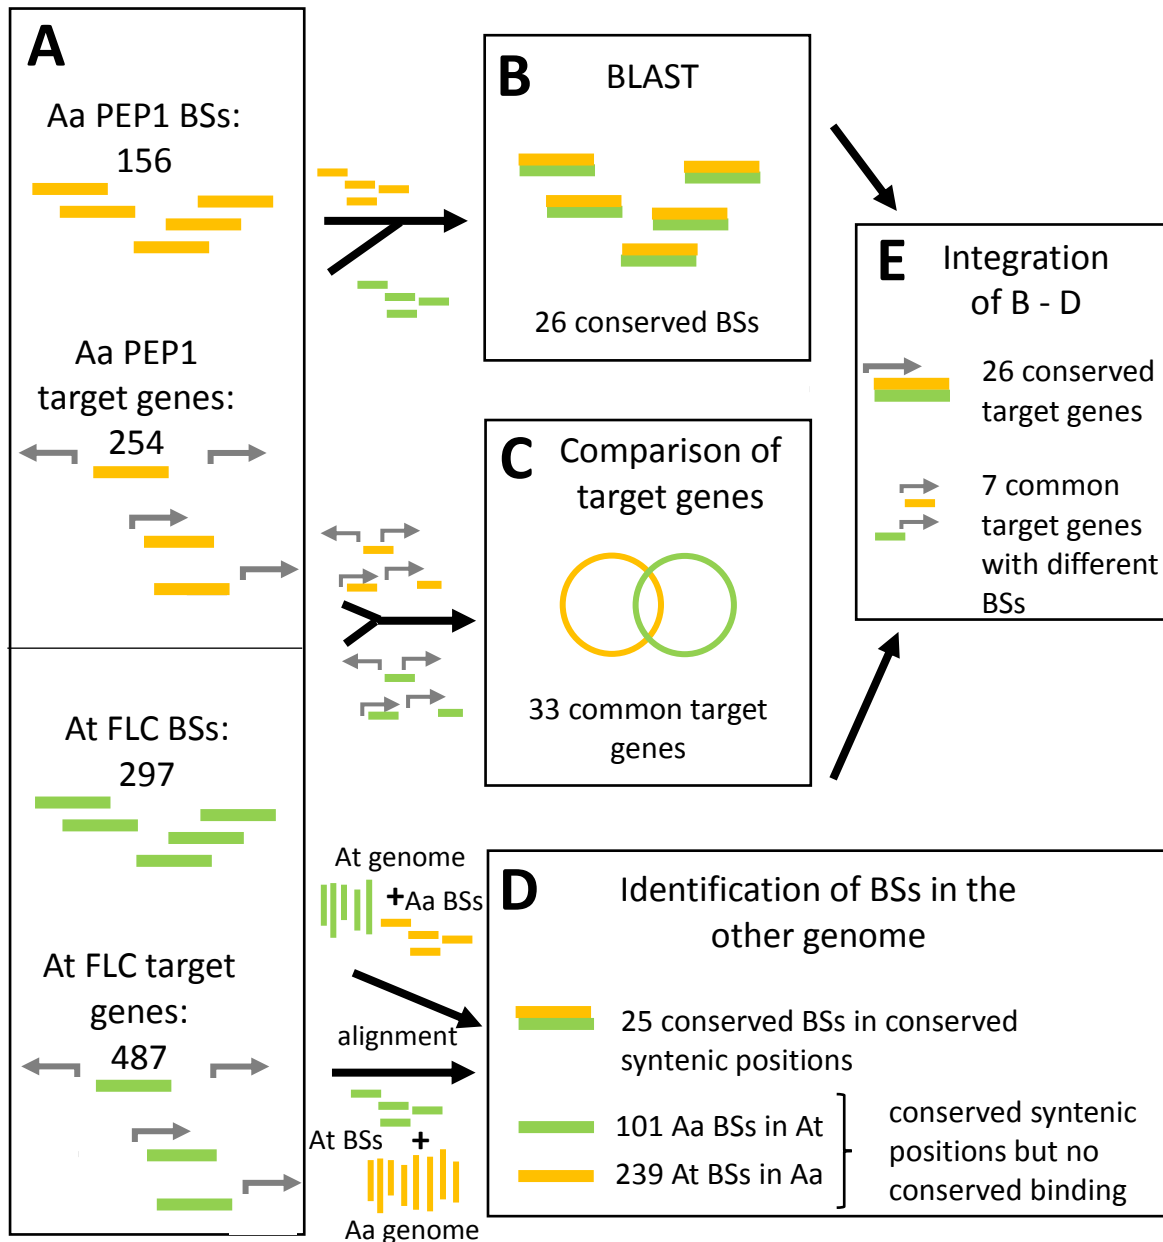 A
Aa PEP1 BSs:
156
Aa PEP1
target genes:
254
At FLC BSs:
297
At FLC target
genes:
487
B
BLAST
26 conserved BSs
C
Comparison of
target genes
33 common target
genes
At genome
+
Aa BSs
alignment
At BSs
+
Aa genome
D
Identification of BSs in the
other genome
25 conserved BSs in conserved
syntenic positions
101 Aa BSs in At
239 At BSs in Aa
conserved syntenic
positions but no
conserved binding
E
Integration
of B - D
26 conserved
target genes
7 common
target genes
with different
BSs